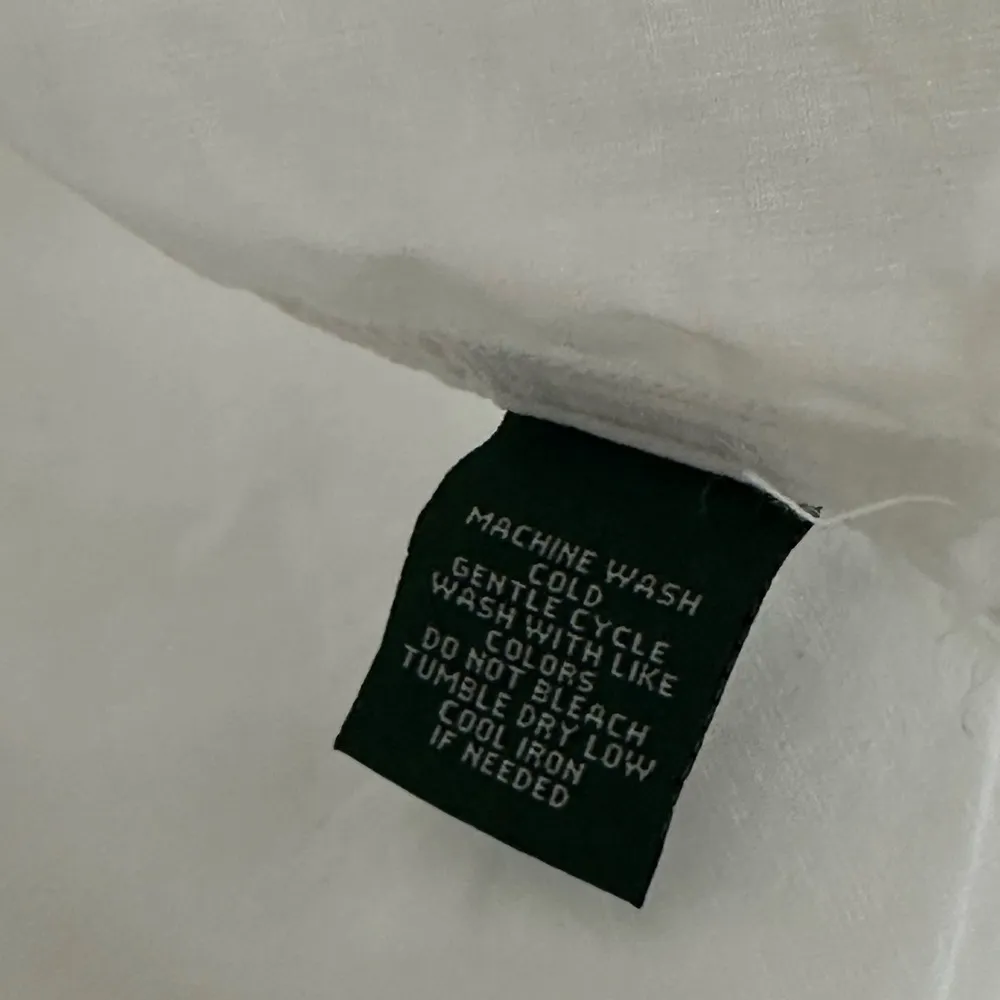 MACHINE WASH
COLD
GENTLE CYCLE
WASH WITH LIKE
COLORS
DO NOT BLEACH
TUMBLE DRY LOW
COOL IRON
IF NEEDED